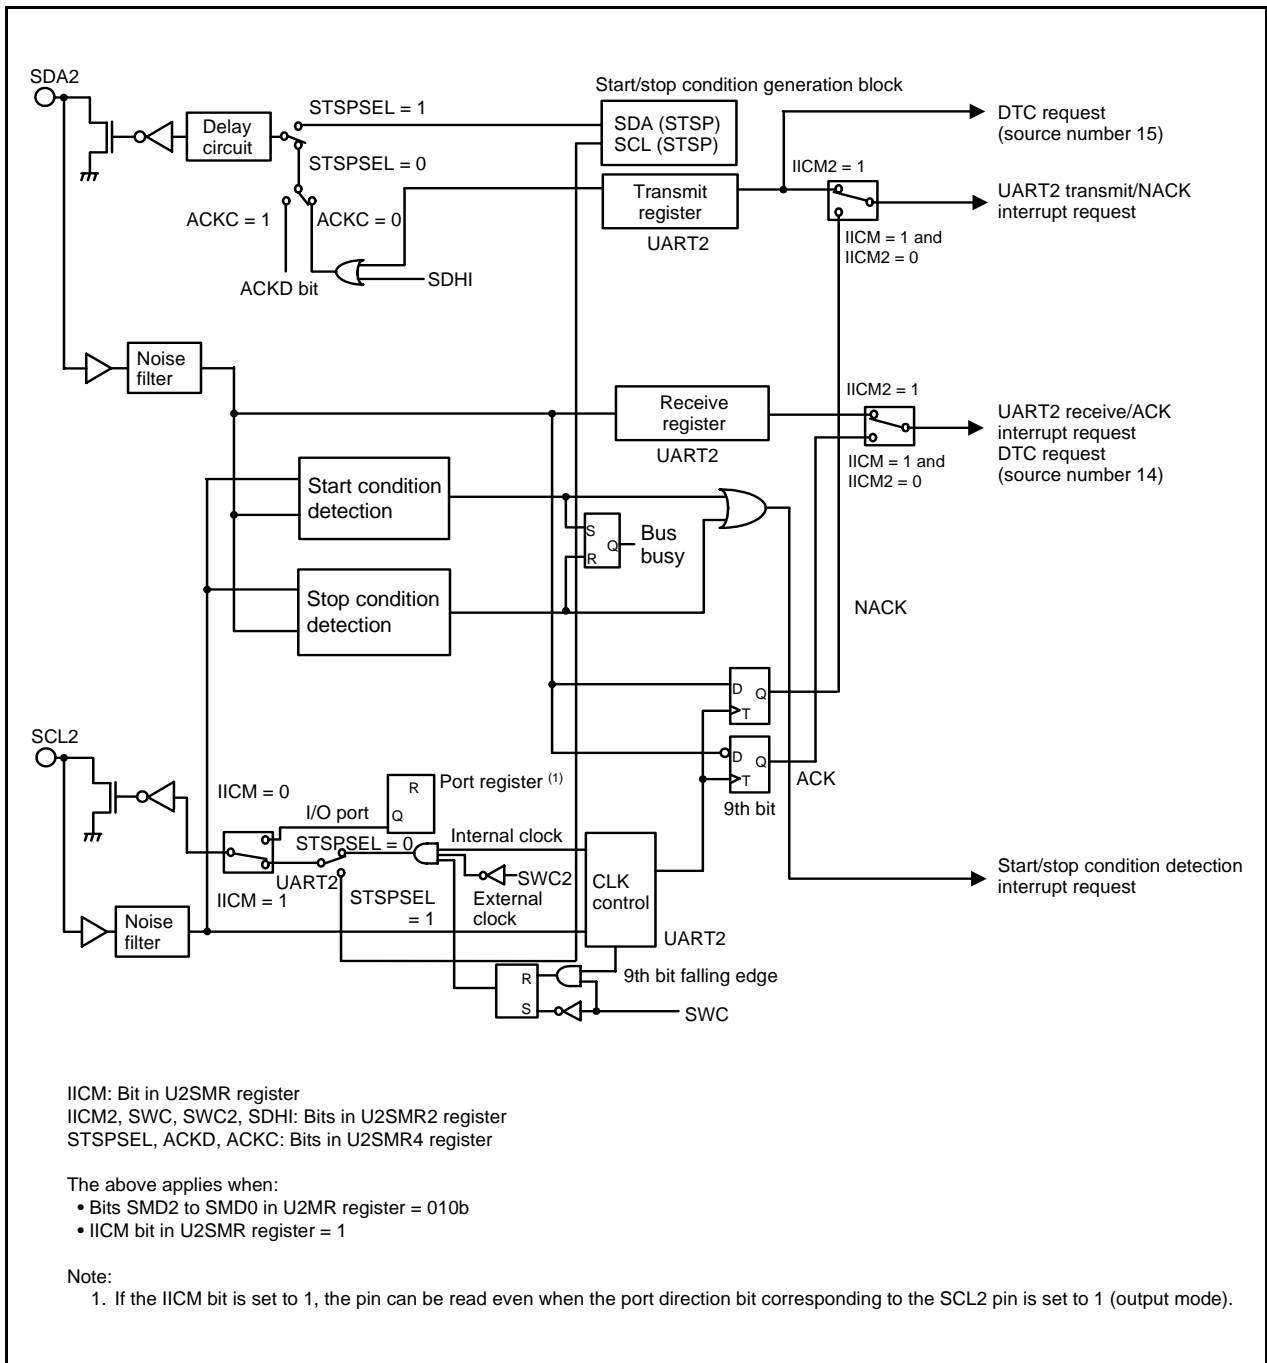 SDA2
Start/stop condition generation block
STSPSEL = 1
Delay
circuit
SDA (STSP)
SCL (STSP)
DTC request
(source number 15)
STSPSEL = 0
IICM2 = 1
ACKC = 1
ACKC = 0
Transmit
register
UART2
UART2 transmit/NACK
interrupt request
IICM = 1 and
IICM2 = 0
SDHI
ACKD bit
Noise
filter
IICM2 = 1
Receive
register
UART2
UART2 receive/ACK
interrupt request
DTC request
(source number 14)
IICM = 1 and
IICM2 = 0
Start condition
detection
S
R
Q
Bus
busy
Stop condition
detection
NACK
D
Q
T
SCL2
D
Q
T
ACK
9th bit
IICM = 0
I/O port
R
Q
Port register (1)
STSPSEL = 0
Internal clock
UART2
IICM = 1
STSPSEL
= 1
SWC2
External
clock
CLK
control
UART2
Start/stop condition detection
interrupt request
Noise
filter
R
S
9th bit falling edge
SWC
IICM: Bit in U2SMR register
IICM2, SWC, SWC2, SDHI: Bits in U2SMR2 register
STSPSEL, ACKD, ACKC: Bits in U2SMR4 register
The above applies when:
• Bits SMD2 to SMD0 in U2MR register = 010b
• IICM bit in U2SMR register = 1
Note:
1. If the IICM bit is set to 1, the pin can be read even when the port direction bit corresponding to the SCL2 pin is set to 1 (output mode).